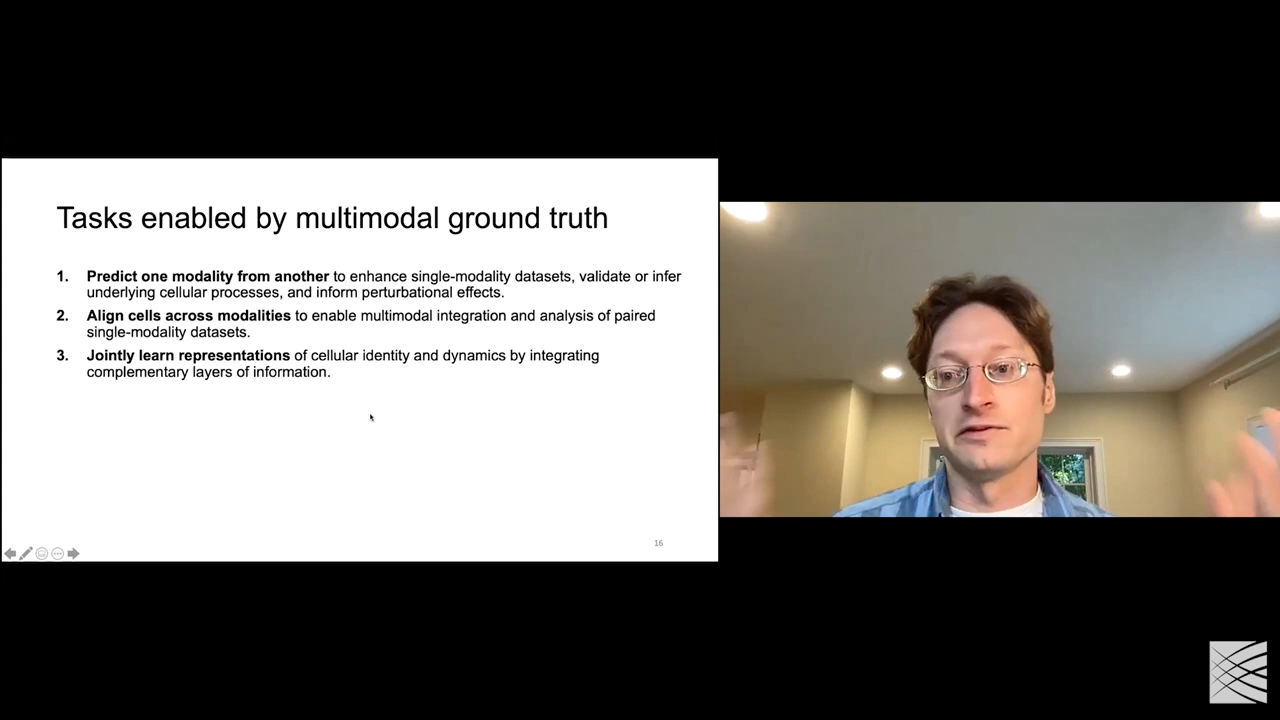 Tasks enabled by multimodal ground truth
1. Predict one modality from another to enhance single-modality datasets, validate or infer
underlying cellular processes, and inform perturbational effects.
2. Align cells across modalities to enable multimodal integration and analysis of paired
single-modality datasets.
3. Jointly learn representations of cellular identity and dynamics by integrating
complementary layers of information.
16